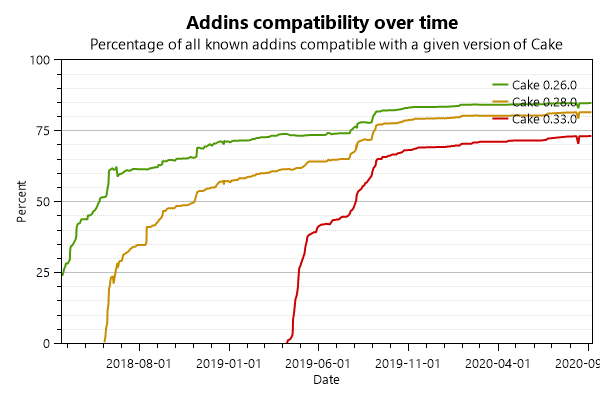 Addins compatibility over time
Percentage of all known addins compatible with a given version of Cake
100
75
50
25
0
Percent
Cake 0.26.0
Cake 0.28.0
Cake 0.33.0
2018-08-01 2019-01-01 2019-06-01 2019-11-01 2020-04-01 2020-09
Date